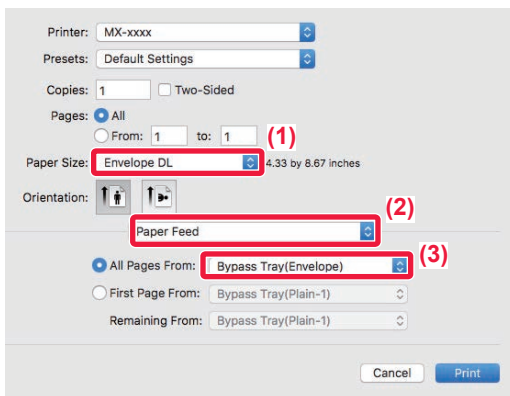 Printer: MX-xxxx
Presets: Default Settings
Copies: 1 Two-Sided
Pages: All
From: 1 to: 1 (1)
Paper Size: Envelope DL 4.33 by 8.67 inches
Orientation:
(2)
Paper Feed
All Pages From: Bypass Tray(Envelope) (3)
First Page From: Bypass Tray(Plain-1)
Remaining From: Bypass Tray(Plain-1)
Cancel Print